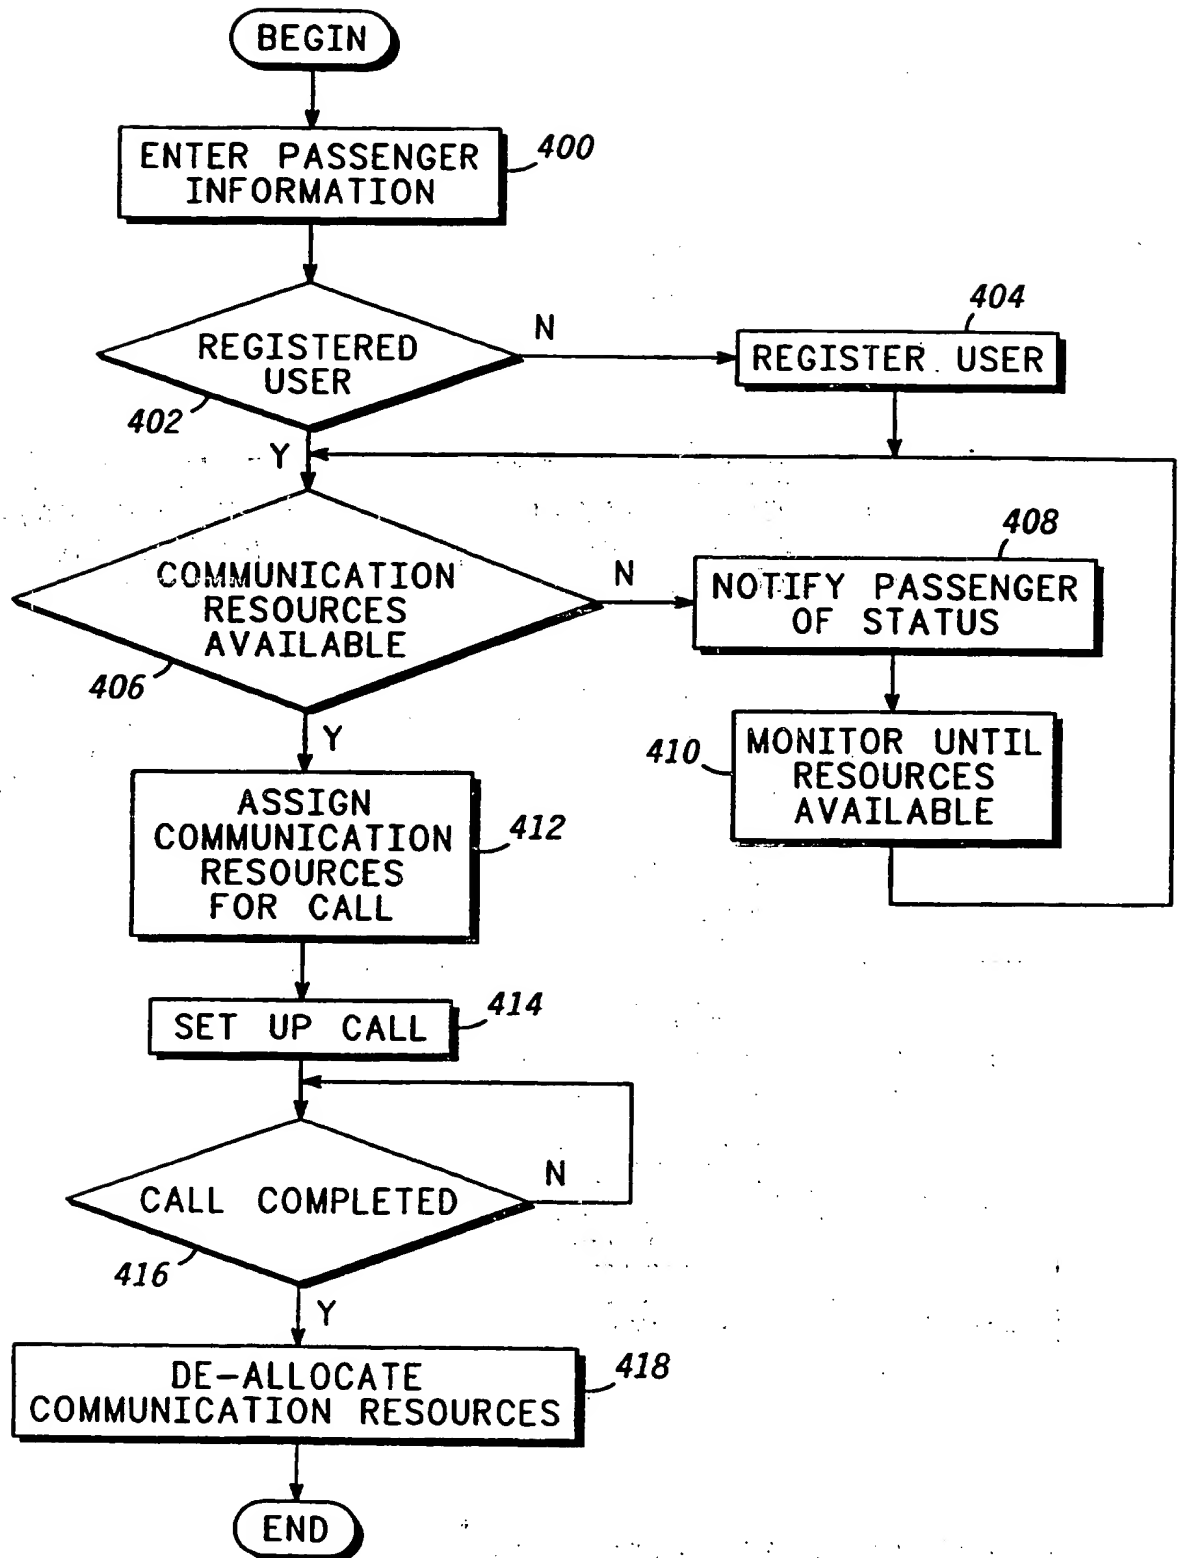 BEGIN
ENTER PASSENGER
INFORMATION
400
REGISTERED
USER
402
N
REGISTER USER
404
Y
COMMUNICATION
RESOURCES
AVAILABLE
406
N
NOTIFY PASSENGER
OF STATUS
408
MONITOR UNTIL
RESOURCES
AVAILABLE
410
Y
ASSIGN
COMMUNICATION
RESOURCES
FOR CALL
412
SET UP CALL
414
CALL COMPLETED
416
N
Y
DE-ALLOCATE
COMMUNICATION RESOURCES
418
END